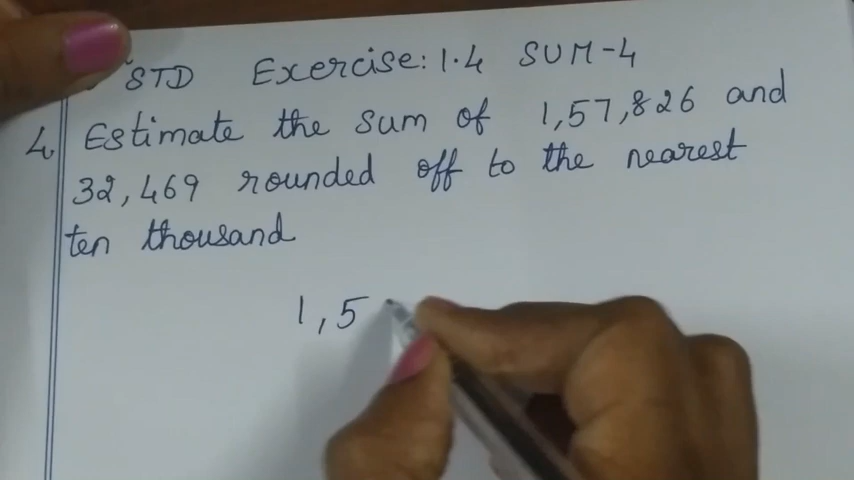 STD Exercise: 1.4 SUM-4
4. Estimate the sum of 1,57,826 and
32,469 rounded off to the nearest
ten thousand
1,5